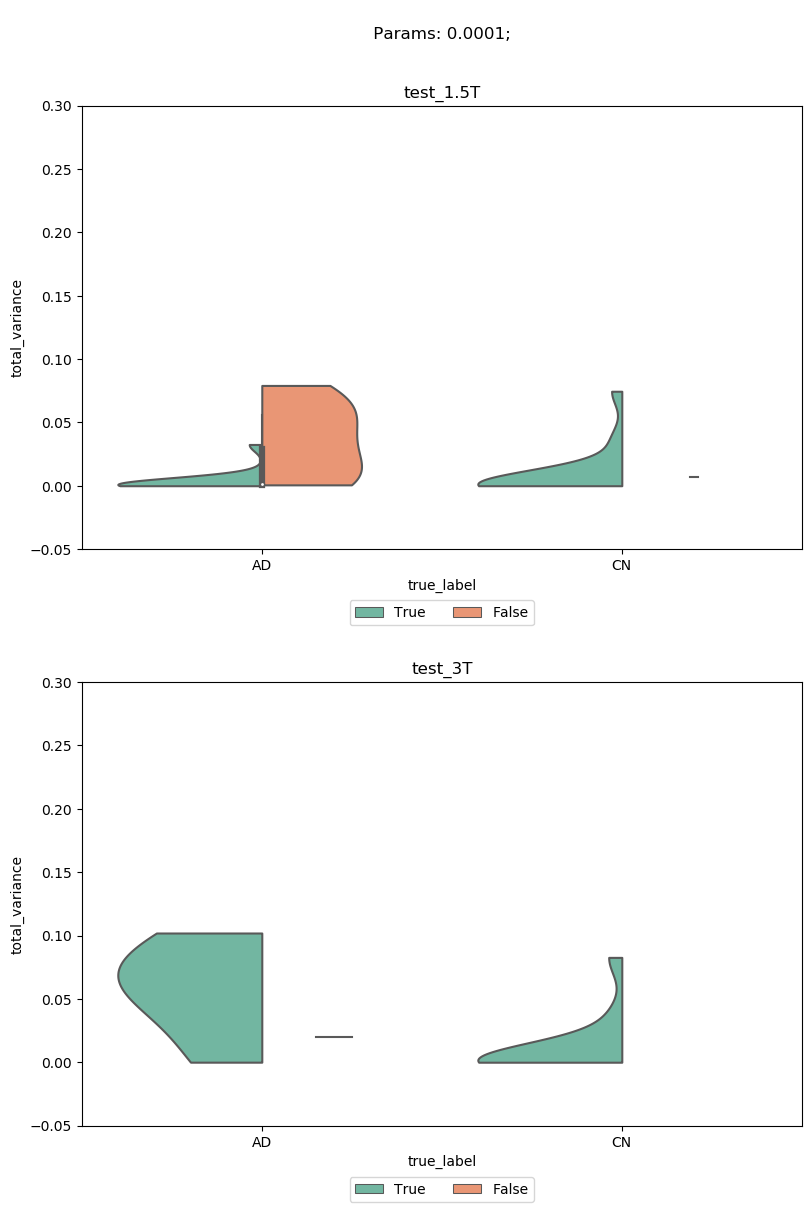 Params: 0.0001;
test_1.5T
0.30
0.25
0.20
0.15
0.10
0.05
0.00
−0.05
total_variance
AD CN
true_label
True False
test_3T
0.30
0.25
0.20
0.15
0.10
0.05
0.00
−0.05
total_variance
AD CN
true_label
True False